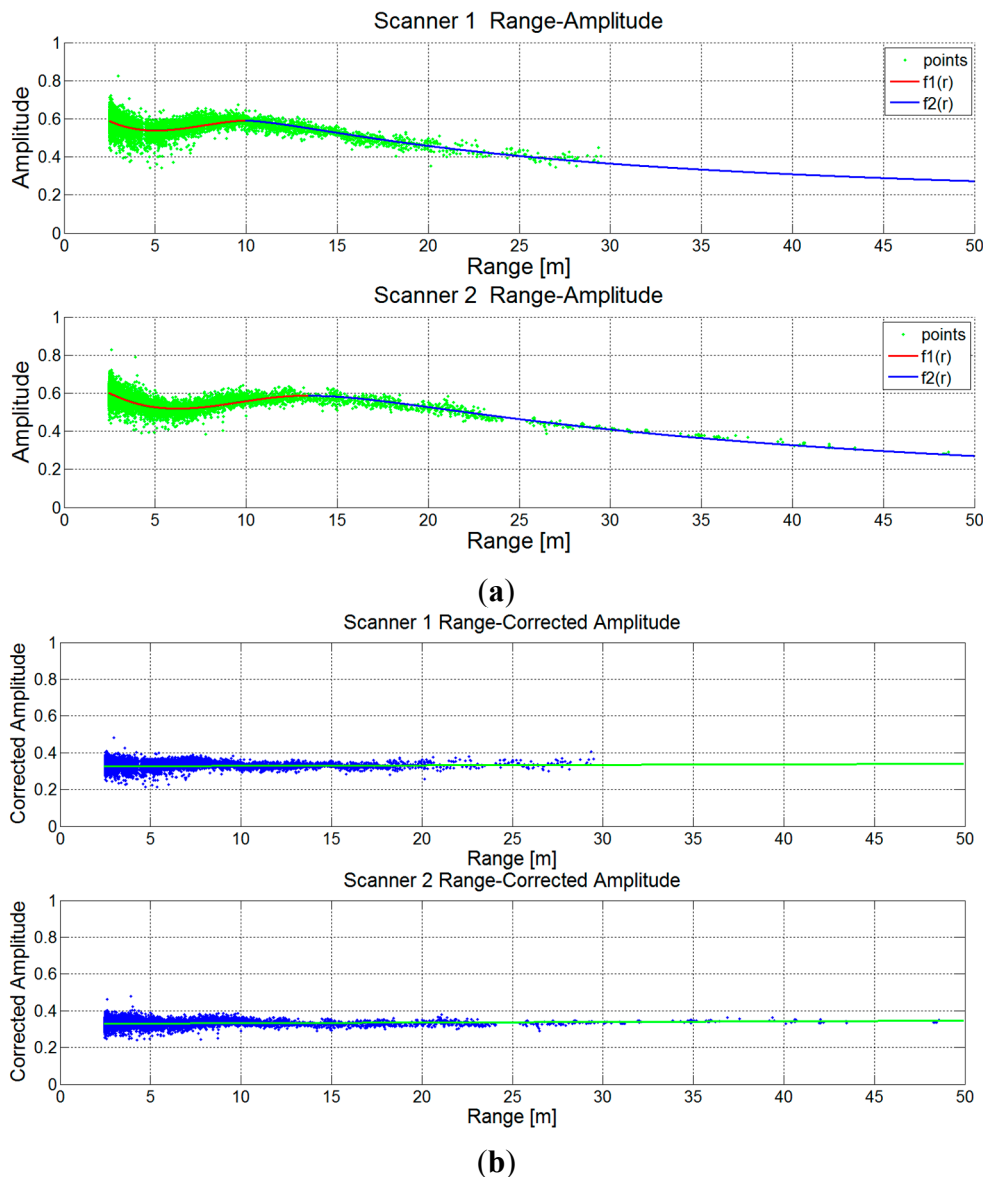 Scanner 1 Range-Amplitude
1
0.8
0.6
0.4
0.2
0
Amplitude
points
f1(r)
f2(r)
0 5 10 15 20 25 30 35 40 45 50
Range [m]
Scanner 2 Range-Amplitude
1
0.8
0.6
0.4
0.2
0
Amplitude
points
f1(r)
f2(r)
0 5 10 15 20 25 30 35 40 45 50
Range [m]
(a)
Scanner 1 Range-Corrected Amplitude
1
0.8
0.6
0.4
0.2
0
Corrected Amplitude
0 5 10 15 20 25 30 35 40 45 50
Range [m]
Scanner 2 Range-Corrected Amplitude
1
0.8
0.6
0.4
0.2
0
Corrected Amplitude
0 5 10 15 20 25 30 35 40 45 50
Range [m]
(b)